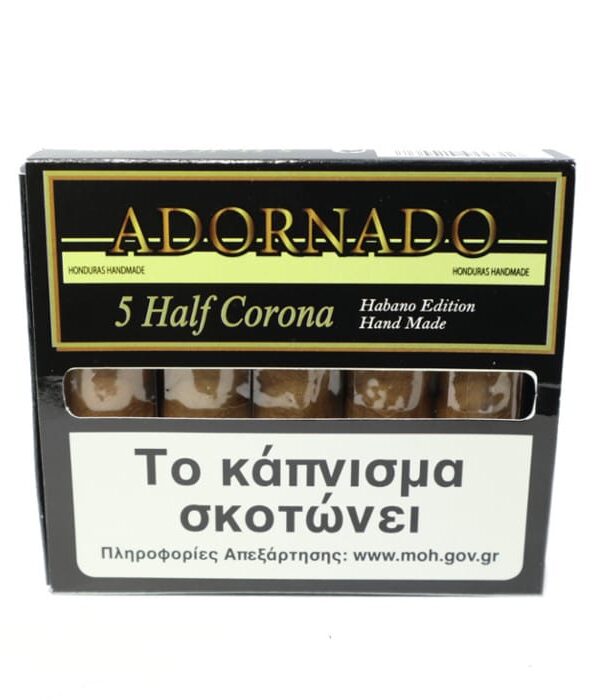 ADORNADO
HONDURAS HANDMADE HONDURAS HANDMADE
5 Half Corona
Habano Edition
Hand Made
Το κάπνισμα
σκοτώνει
Πληροφορίες Απεξάρτησης: www.moh.gov.gr